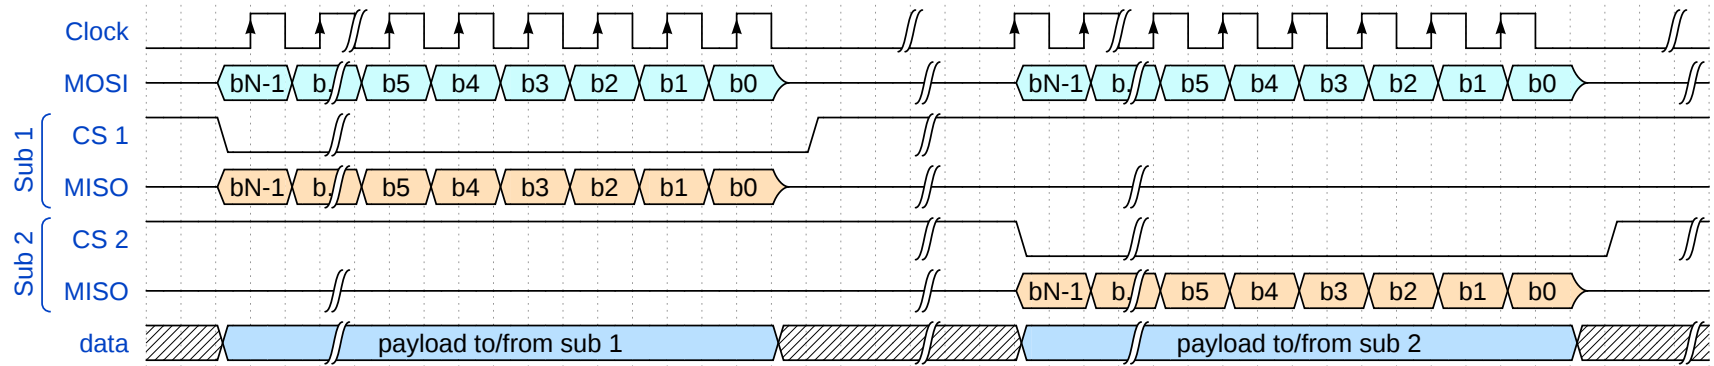 Clock
MOSI bN-1 b. b5 b4 b3 b2 b1 b0 bN-1 b. b5 b4 b3 b2 b1 b0
Sub 1
CS 1
MISO bN-1 b. b5 b4 b3 b2 b1 b0
Sub 2
CS 2
MISO bN-1 b. b5 b4 b3 b2 b1 b0
data payload to/from sub 1 payload to/from sub 2